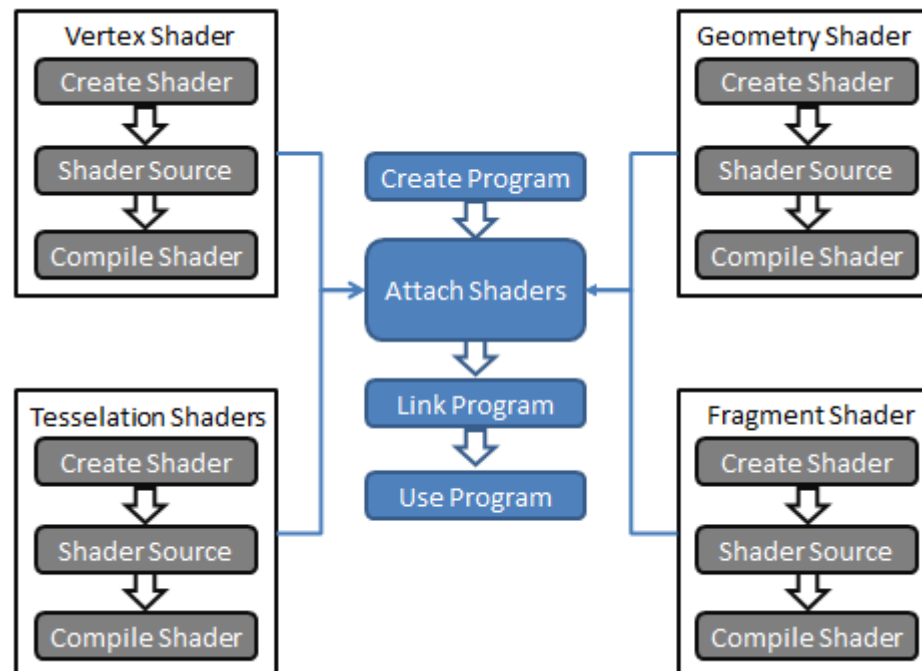 Vertex Shader
Create Shader
Shader Source
Compile Shader
Tesselation Shaders
Create Shader
Shader Source
Compile Shader
Create Program
Attach Shaders
Link Program
Use Program
Geometry Shader
Create Shader
Shader Source
Compile Shader
Fragment Shader
Create Shader
Shader Source
Compile Shader